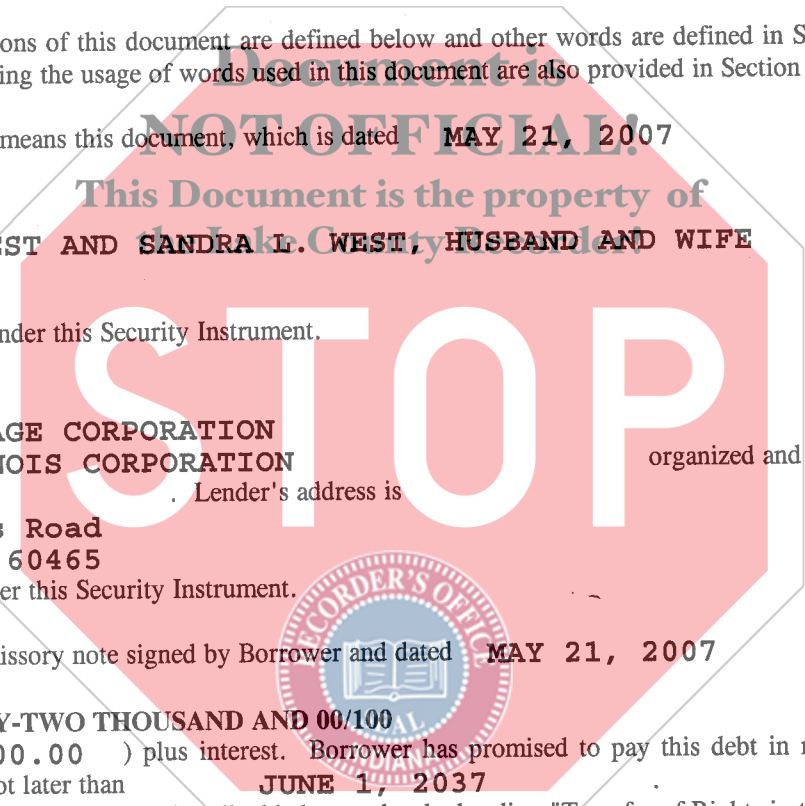 ons of this document are defined below and other words are defined in S
Document is
ing the usage of words used in this document are also provided in Section
means this document, which is dated MAY 21, 2007
NOT OFFICIAL!
This Document is the property of
EST AND SANDRA L. WEST, HUSBAND AND WIFE
the Lake County Recorder!
nder this Security Instrument.
STOP
AGE CORPORATION
NOIS CORPORATION organized and
. Lender's address is
s Road
60465
er this Security Instrument.
RECORDER'S OFFICE
issory note signed by Borrower and dated MAY 21, 2007
SEAL
INDIANA
Y-TWO THOUSAND AND 00/100
00.00 ) plus interest. Borrower has promised to pay this debt in
ot later than JUNE 1, 2037